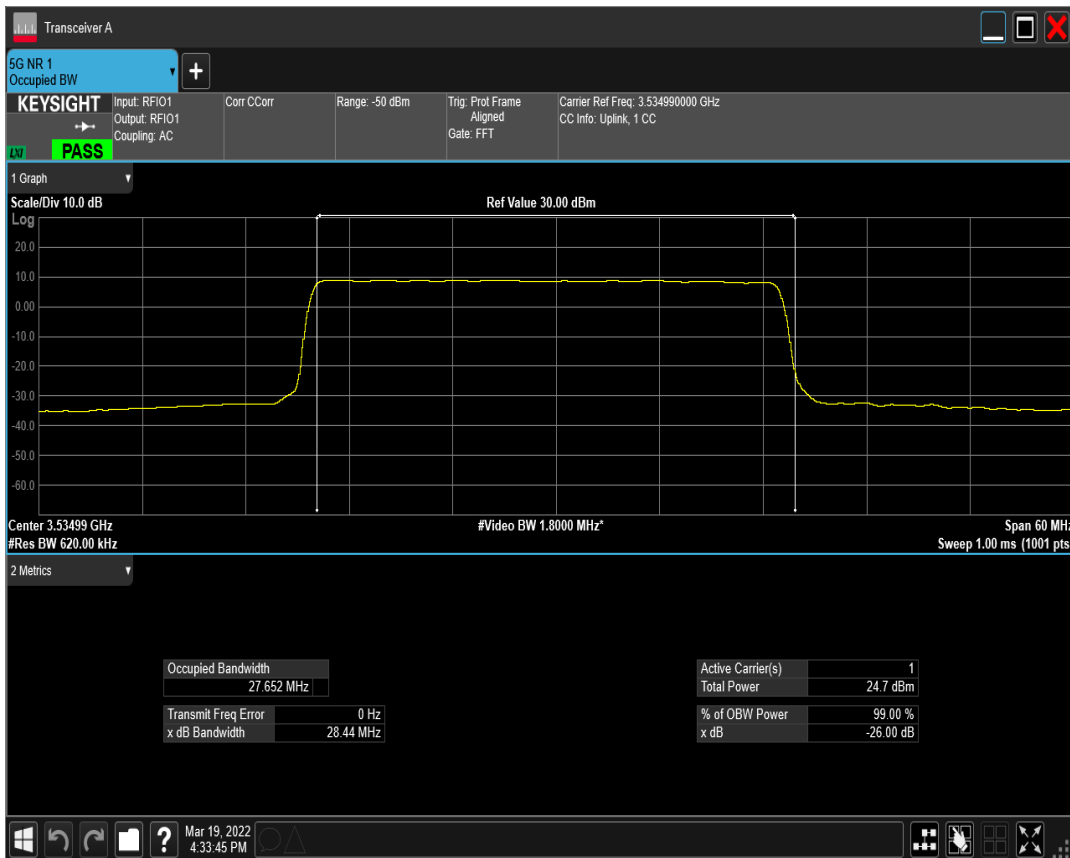 Transceiver A
5G NR 1
Occupied BW
KEYSIGHT
LXI
PASS
Input: RFIO1
Output: RFIO1
Coupling: AC
Corr CCorr
Range: -50 dBm
Trig: Prot Frame
Aligned
Gate: FFT
Carrier Ref Freq: 3.534990000 GHz
CC Info: Uplink, 1 CC
1 Graph
Scale/Div 10.0 dB
Ref Value 30.00 dBm
Log
20.0
10.0
0.00
-10.0
-20.0
-30.0
-40.0
-50.0
-60.0
Center 3.53499 GHz
#Video BW 1.8000 MHz*
Span 60 MHz
#Res BW 620.00 kHz
Sweep 1.00 ms (1001 pts
2 Metrics
Occupied Bandwidth
27.652 MHz
Transmit Freq Error 0 Hz
x dB Bandwidth 28.44 MHz
Active Carrier(s) 1
Total Power 24.7 dBm
% of OBW Power 99.00 %
x dB -26.00 dB
?
Mar 19, 2022
4:33:45 PM